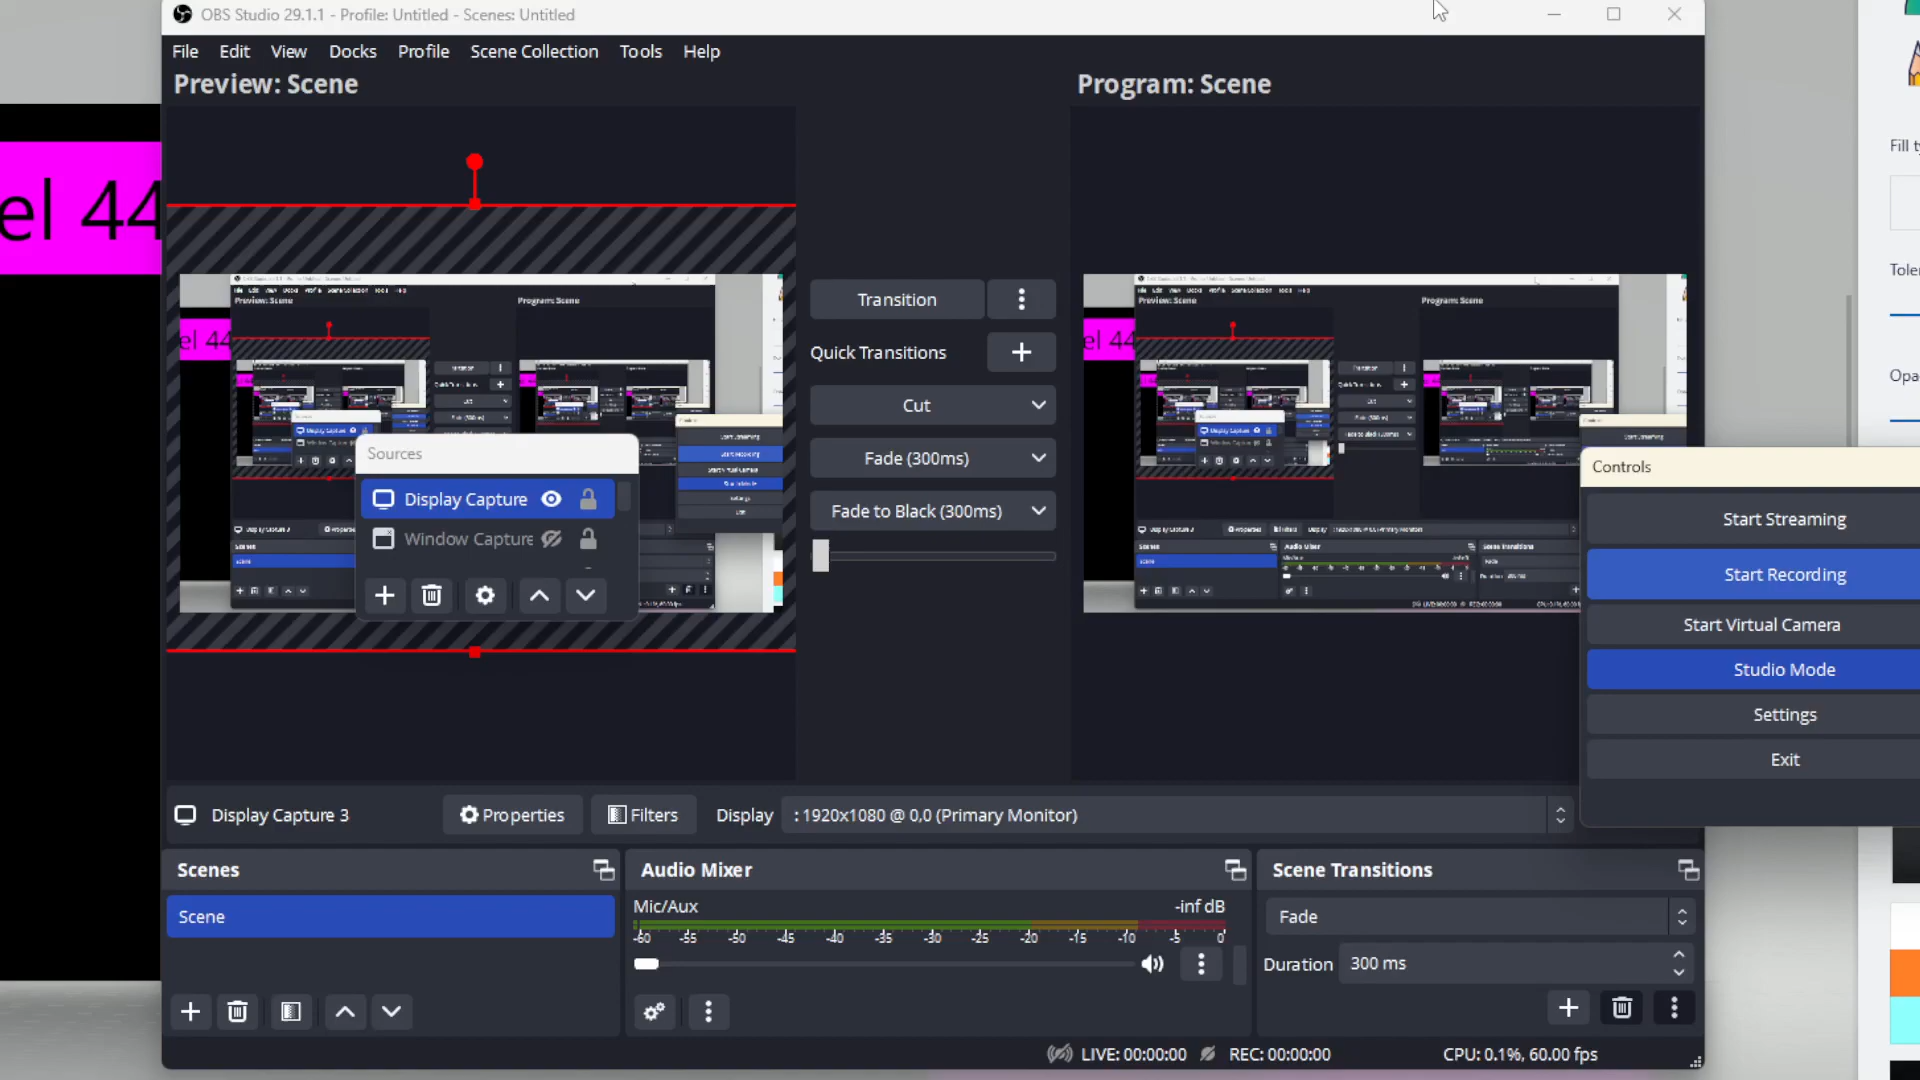 OBS Studio 29.1.1 - Profile: Untitled - Scenes: Untitled
File Edit View Docks Profile Scene Collection Tools Help
Preview: Scene
Program: Scene
el 44
Fill
Transition
Quick Transitions
Cut
Fade (300ms)
Fade to Black (300ms)
Sources
Display Capture
Window Capture
Controls
Start Streaming
Start Recording
Start Virtual Camera
Studio Mode
Settings
Exit
Display Capture 3
Properties
Filters
Display : 1920x1080 @ 0,0 (Primary Monitor)
Scenes
Scene
Audio Mixer
Mic/Aux -inf dB
-60 -55 -50 -45 -40 -35 -30 -25 -20 -15 -10 -5 0
Scene Transitions
Fade
Duration 300 ms
LIVE: 00:00:00 REC: 00:00:00 CPU: 0.1%, 60.00 fps